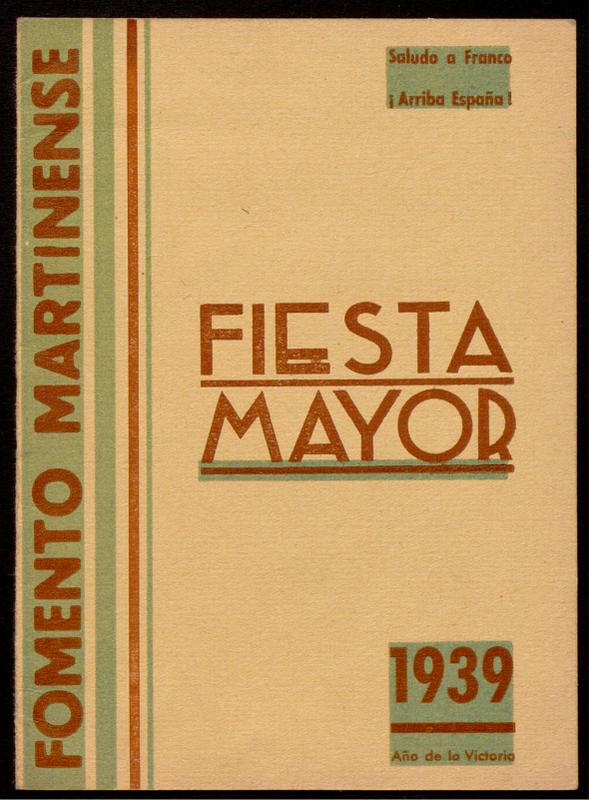 FOMENTO MARTINENSE
Saludo a Franco
¡Arriba España!
FIESTA
MAYOR
1939
Año de la Victoria